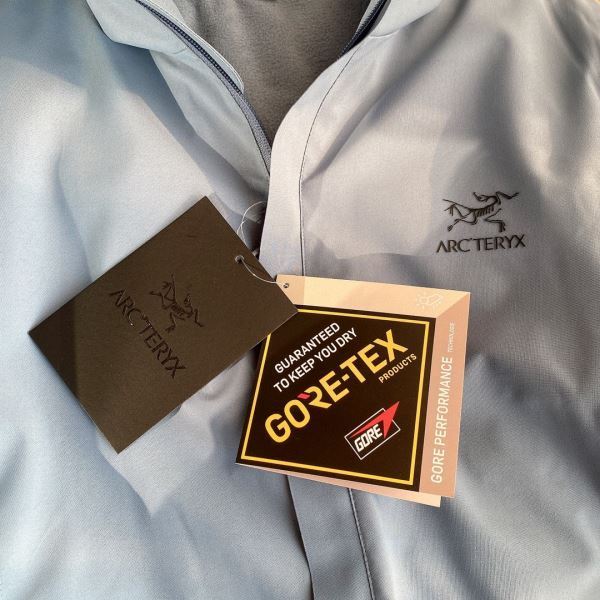 ARC'TERYX
ARC'TERYX
GUARANTEED
TO KEEP YOU DRY
GORE-TEX
PRODUCTS
GORE
GORE PERFORMANCE